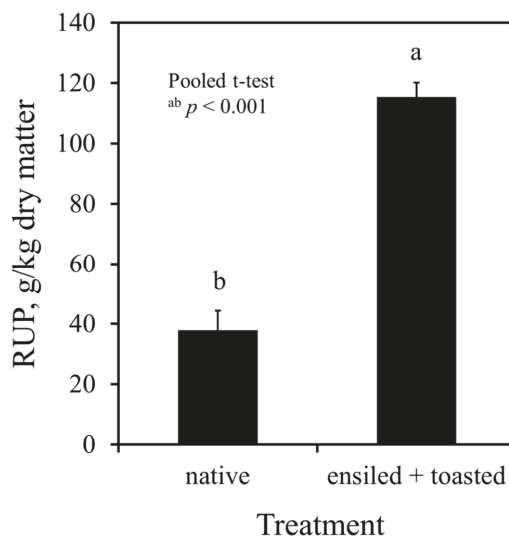 140
120
100
80
60
40
20
0
RUP, g/kg dry matter
Pooled t-test
ab p < 0.001
a
b
native
ensiled + toasted
Treatment